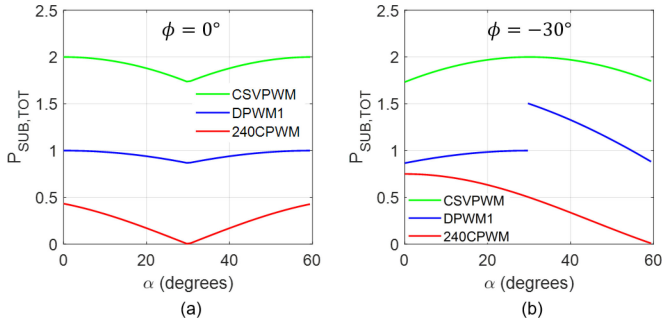 2.5
2
1.5
1
0.5
0
P_SUB,TOT
ϕ = 0°
CSVPWM
DPWM1
240CPWM
0
20
40
60
α (degrees)
(a)
2.5
2
1.5
1
0.5
0
P_SUB,TOT
ϕ = −30°
CSVPWM
DPWM1
240CPWM
0
20
40
60
α (degrees)
(b)